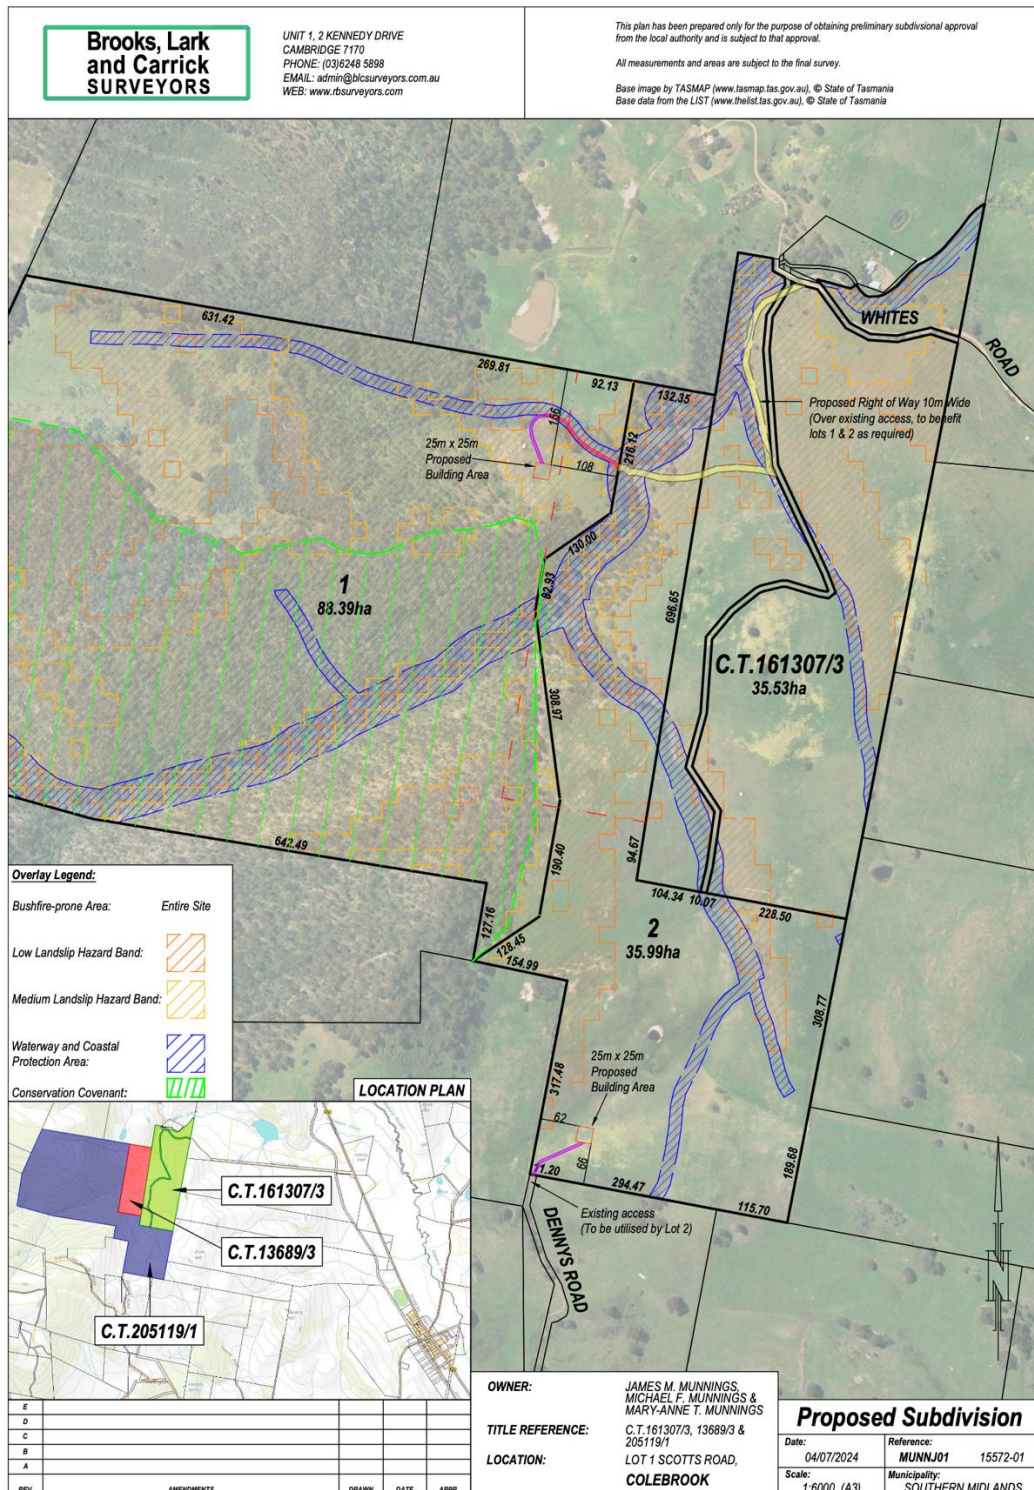 Brooks, Lark
and Carrick
SURVEYORS
UNIT 1, 2 KENNEDY DRIVE
CAMBRIDGE 7170
PHONE: (03)6248 5898
EMAIL: admin@blcsurveyors.com.au
WEB: www.rbsurveyors.com
This plan has been prepared only for the purpose of obtaining preliminary subdivisional approval
from the local authority and is subject to that approval.
All measurements and areas are subject to the final survey.
Base image by TASMAP (www.tasmap.tas.gov.au), © State of Tasmania
Base data from the LIST (www.thelist.tas.gov.au), © State of Tasmania
631.42
269.81
92.13
132.35
WHITES
ROAD
Proposed Right of Way 10m Wide
(Over existing access, to benefit
lots 1 & 2 as required)
166
216.12
25m x 25m
Proposed
Building Area
108
130.00
1
88.39ha
82.93
696.65
C.T.161307/3
35.53ha
308.97
642.49
190.40
94.67
104.34
10.07
228.50
127.16
128.45
154.99
2
35.99ha
308.77
317.48
25m x 25m
Proposed
Building Area
62
66
11.20
294.47
189.68
115.70
Existing access
(To be utilised by Lot 2)
DENNYS ROAD
N
Overlay Legend:
Bushfire-prone Area: Entire Site
Low Landslip Hazard Band:
Medium Landslip Hazard Band:
Waterway and Coastal
Protection Area:
Conservation Covenant:
LOCATION PLAN
C.T.161307/3
C.T.13689/3
C.T.205119/1
E
D
C
B
A
REV AMENDMENTS DRAWN DATE APPR.
OWNER: JAMES M. MUNNINGS,
MICHAEL F. MUNNINGS &
MARY-ANNE T. MUNNINGS
TITLE REFERENCE: C.T.161307/3, 13689/3 &
205119/1
LOCATION: LOT 1 SCOTTS ROAD,
COLEBROOK
Proposed Subdivision
Date: 04/07/2024
Reference: MUNNJ01 15572-01
Scale: 1:6000 (A3)
Municipality: SOUTHERN MIDLANDS